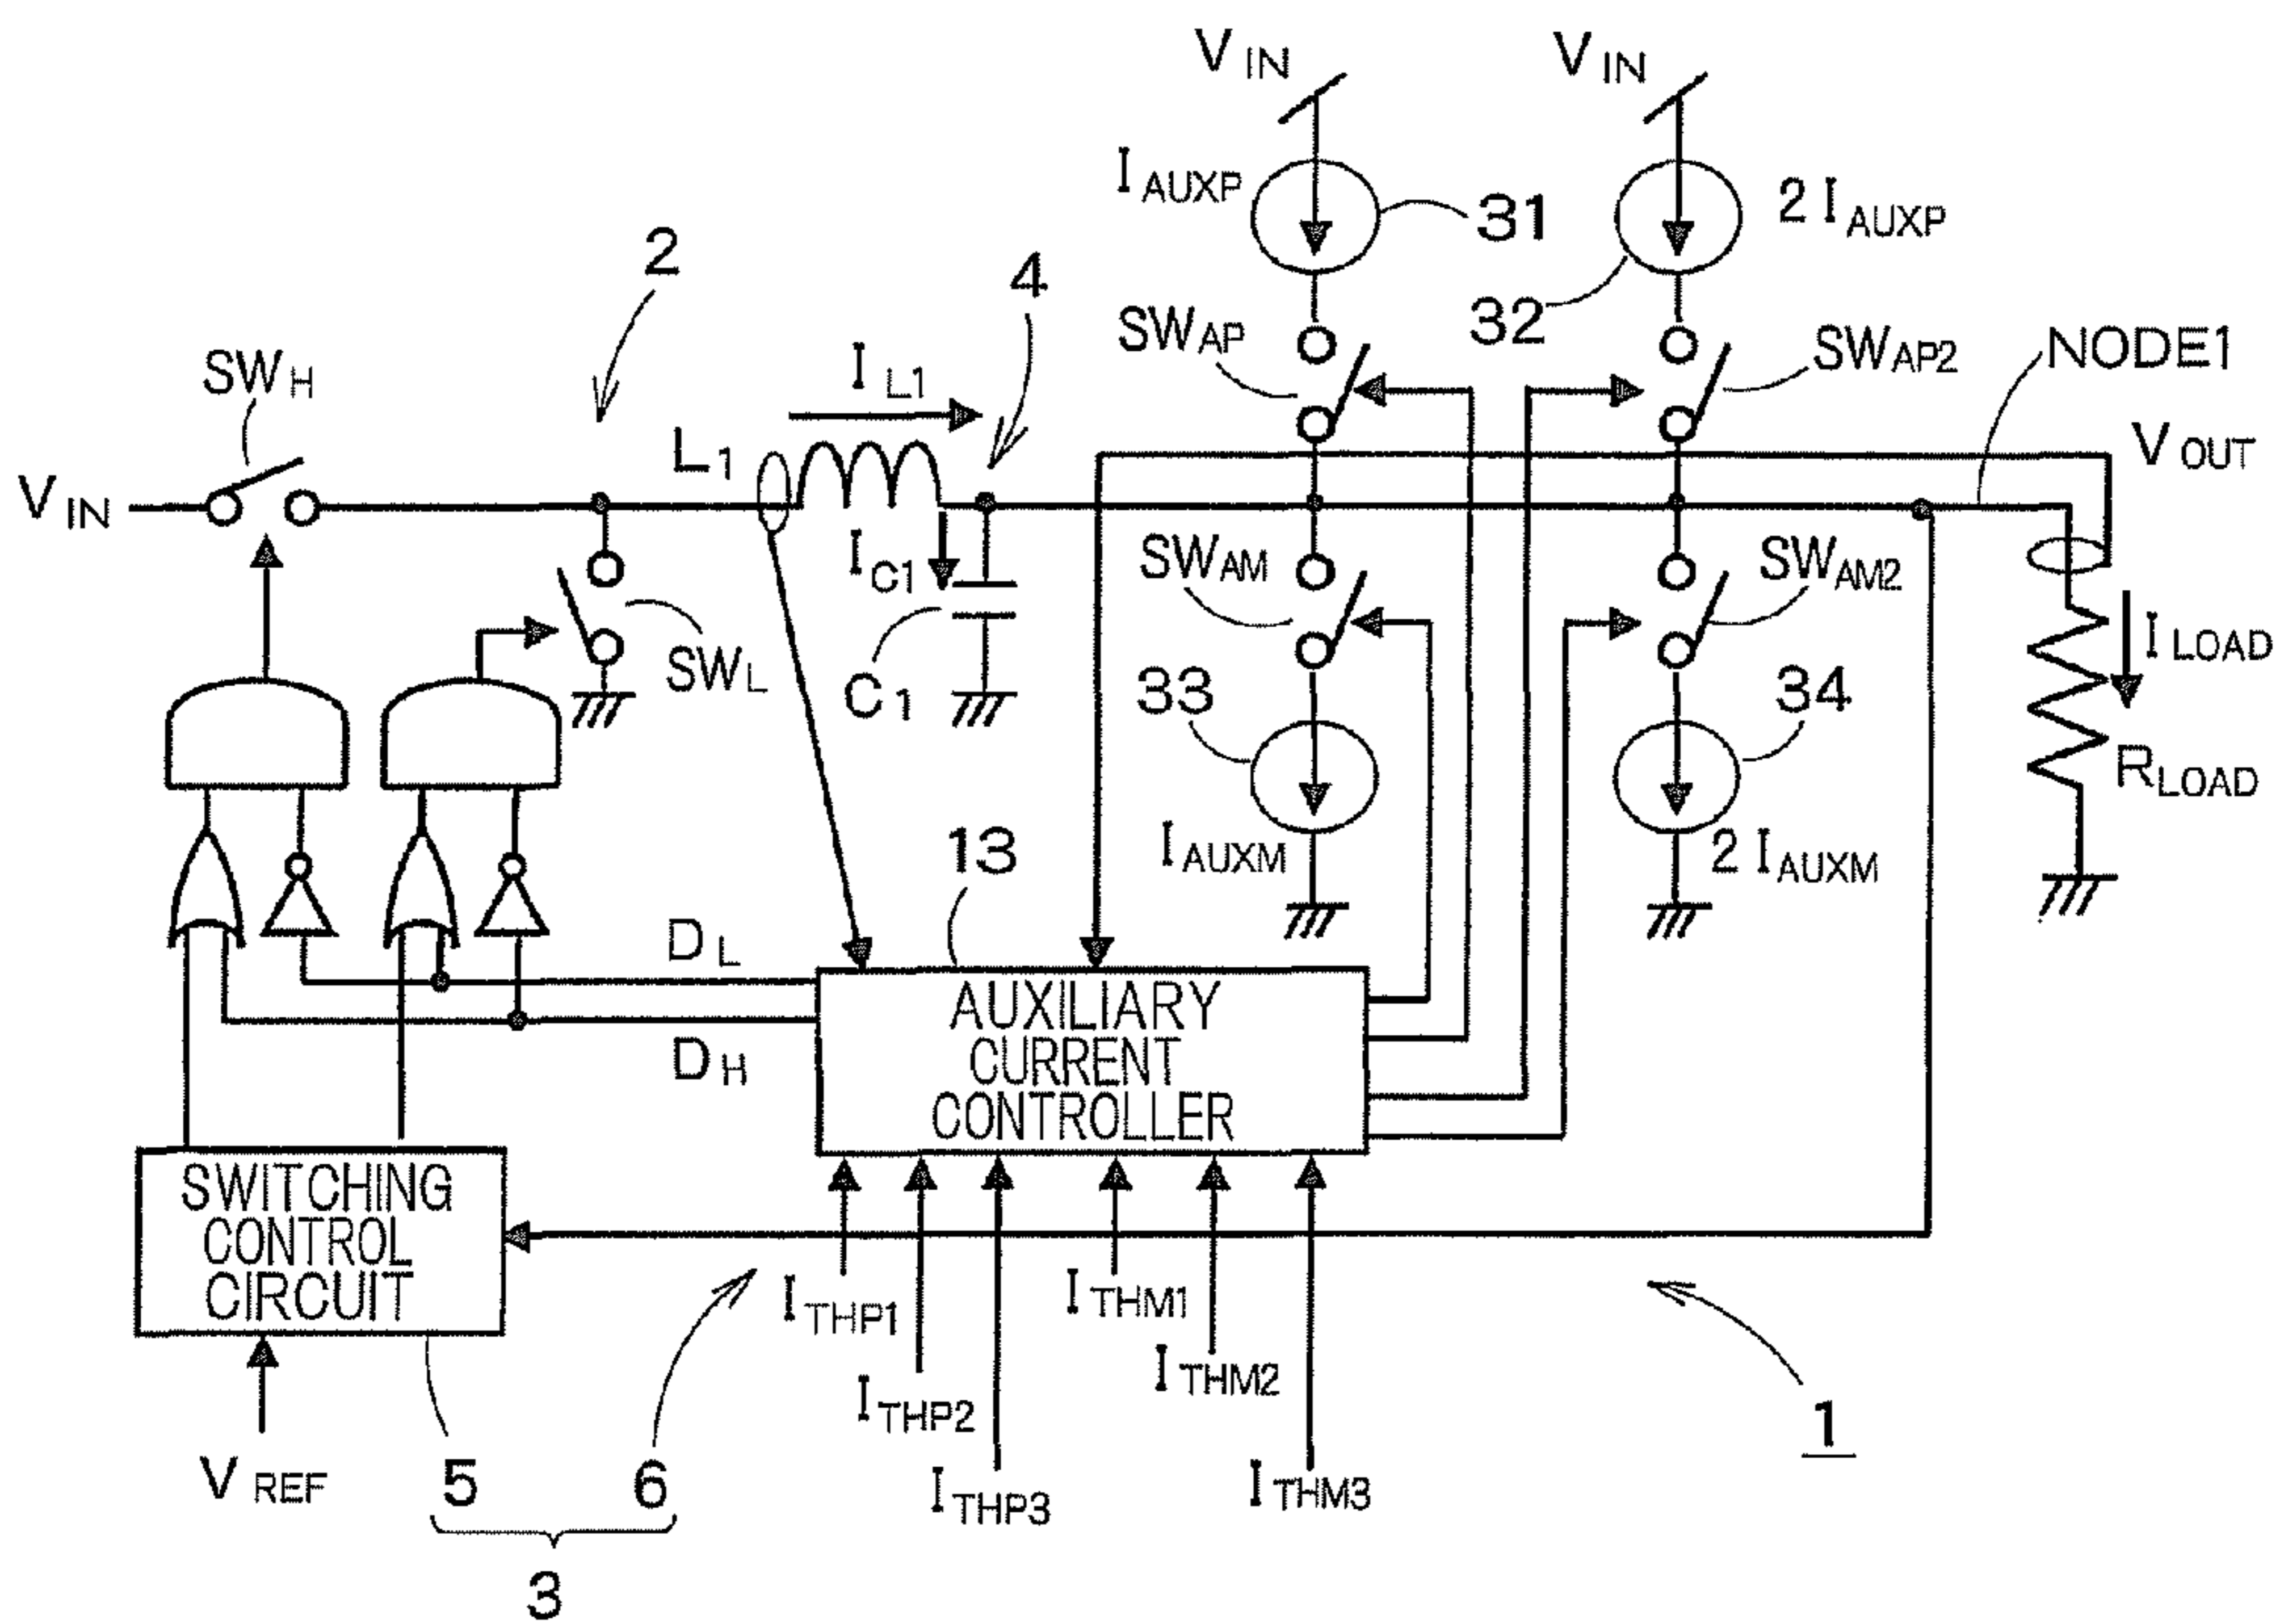 V IN
V IN
I AUXP
31
2 I AUXP
32
2
4
SW AP
SW AP2
NODE1
SW H
I L1
V OUT
L 1
V IN
I C1
SW AM
SW AM2
SW L
C 1
I LOAD
33
34
R LOAD
13
I AUXM
2 I AUXM
D L
D H
AUXILIARY
CURRENT
CONTROLLER
SWITCHING
CONTROL
CIRCUIT
I THP1
I THM1
I THP2
I THM2
I THP3
I THM3
1
V REF
5
6
3